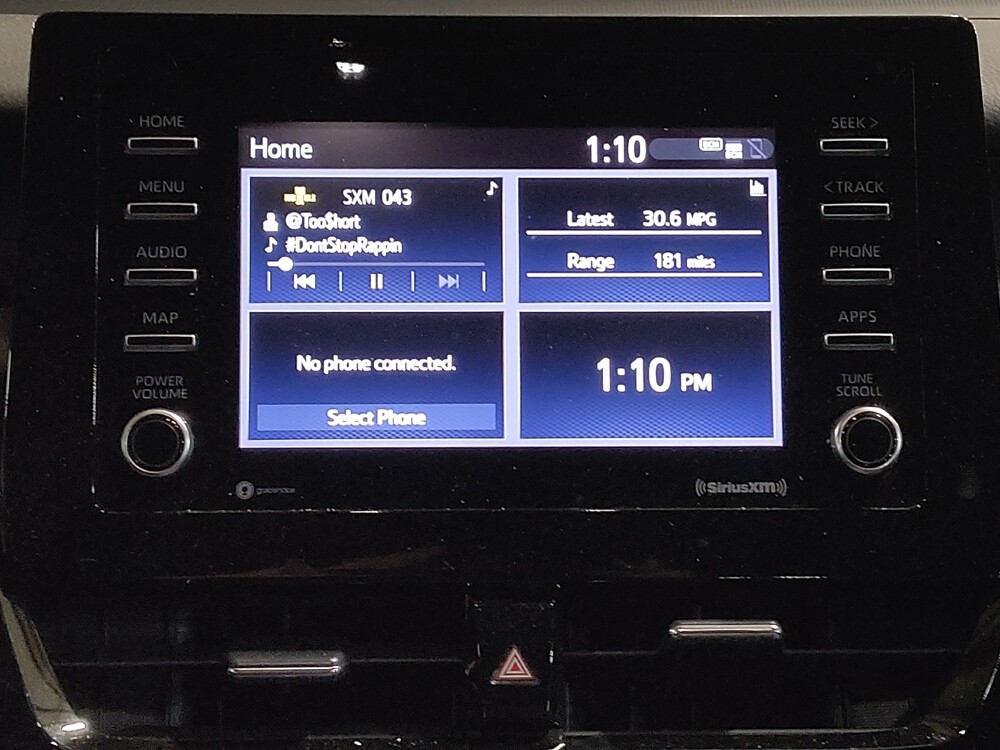 HOME
MENU
AUDIO
MAP
POWER
VOLUME
Home
1:10
SXM 043
@Too$hort
#DontStopRappin
Latest 30.6 MPG
Range 181 miles
No phone connected.
Select Phone
1:10 PM
SEEK >
< TRACK
PHONE
APPS
TUNE
SCROLL
gracenote
((SiriusXM))